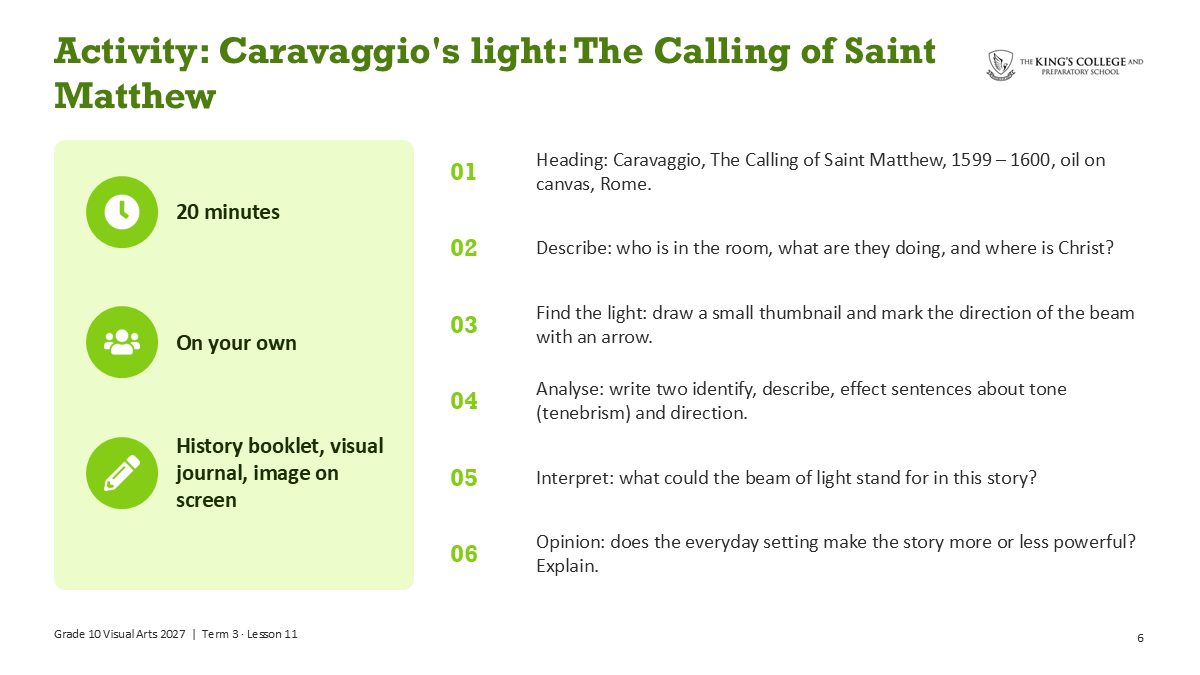 Activity: Caravaggio's light: The Calling of Saint
Matthew
THE KING'S COLLEGE AND
PREPARATORY SCHOOL
20 minutes
On your own
History booklet, visual
journal, image on
screen
01
Heading: Caravaggio, The Calling of Saint Matthew, 1599 – 1600, oil on
canvas, Rome.
02
Describe: who is in the room, what are they doing, and where is Christ?
03
Find the light: draw a small thumbnail and mark the direction of the beam
with an arrow.
04
Analyse: write two identify, describe, effect sentences about tone
(tenebrism) and direction.
05
Interpret: what could the beam of light stand for in this story?
06
Opinion: does the everyday setting make the story more or less powerful?
Explain.
Grade 10 Visual Arts 2027 | Term 3 · Lesson 11
6